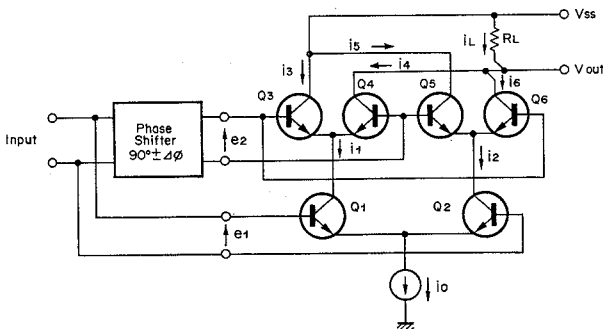 Vss
iL
RL
i5
i3
i4
Vout
i6
Q3
Q4
Q5
Q6
Input
Phase
Shifter
90°±Δø
e2
i1
i2
Q1
Q2
e1
io